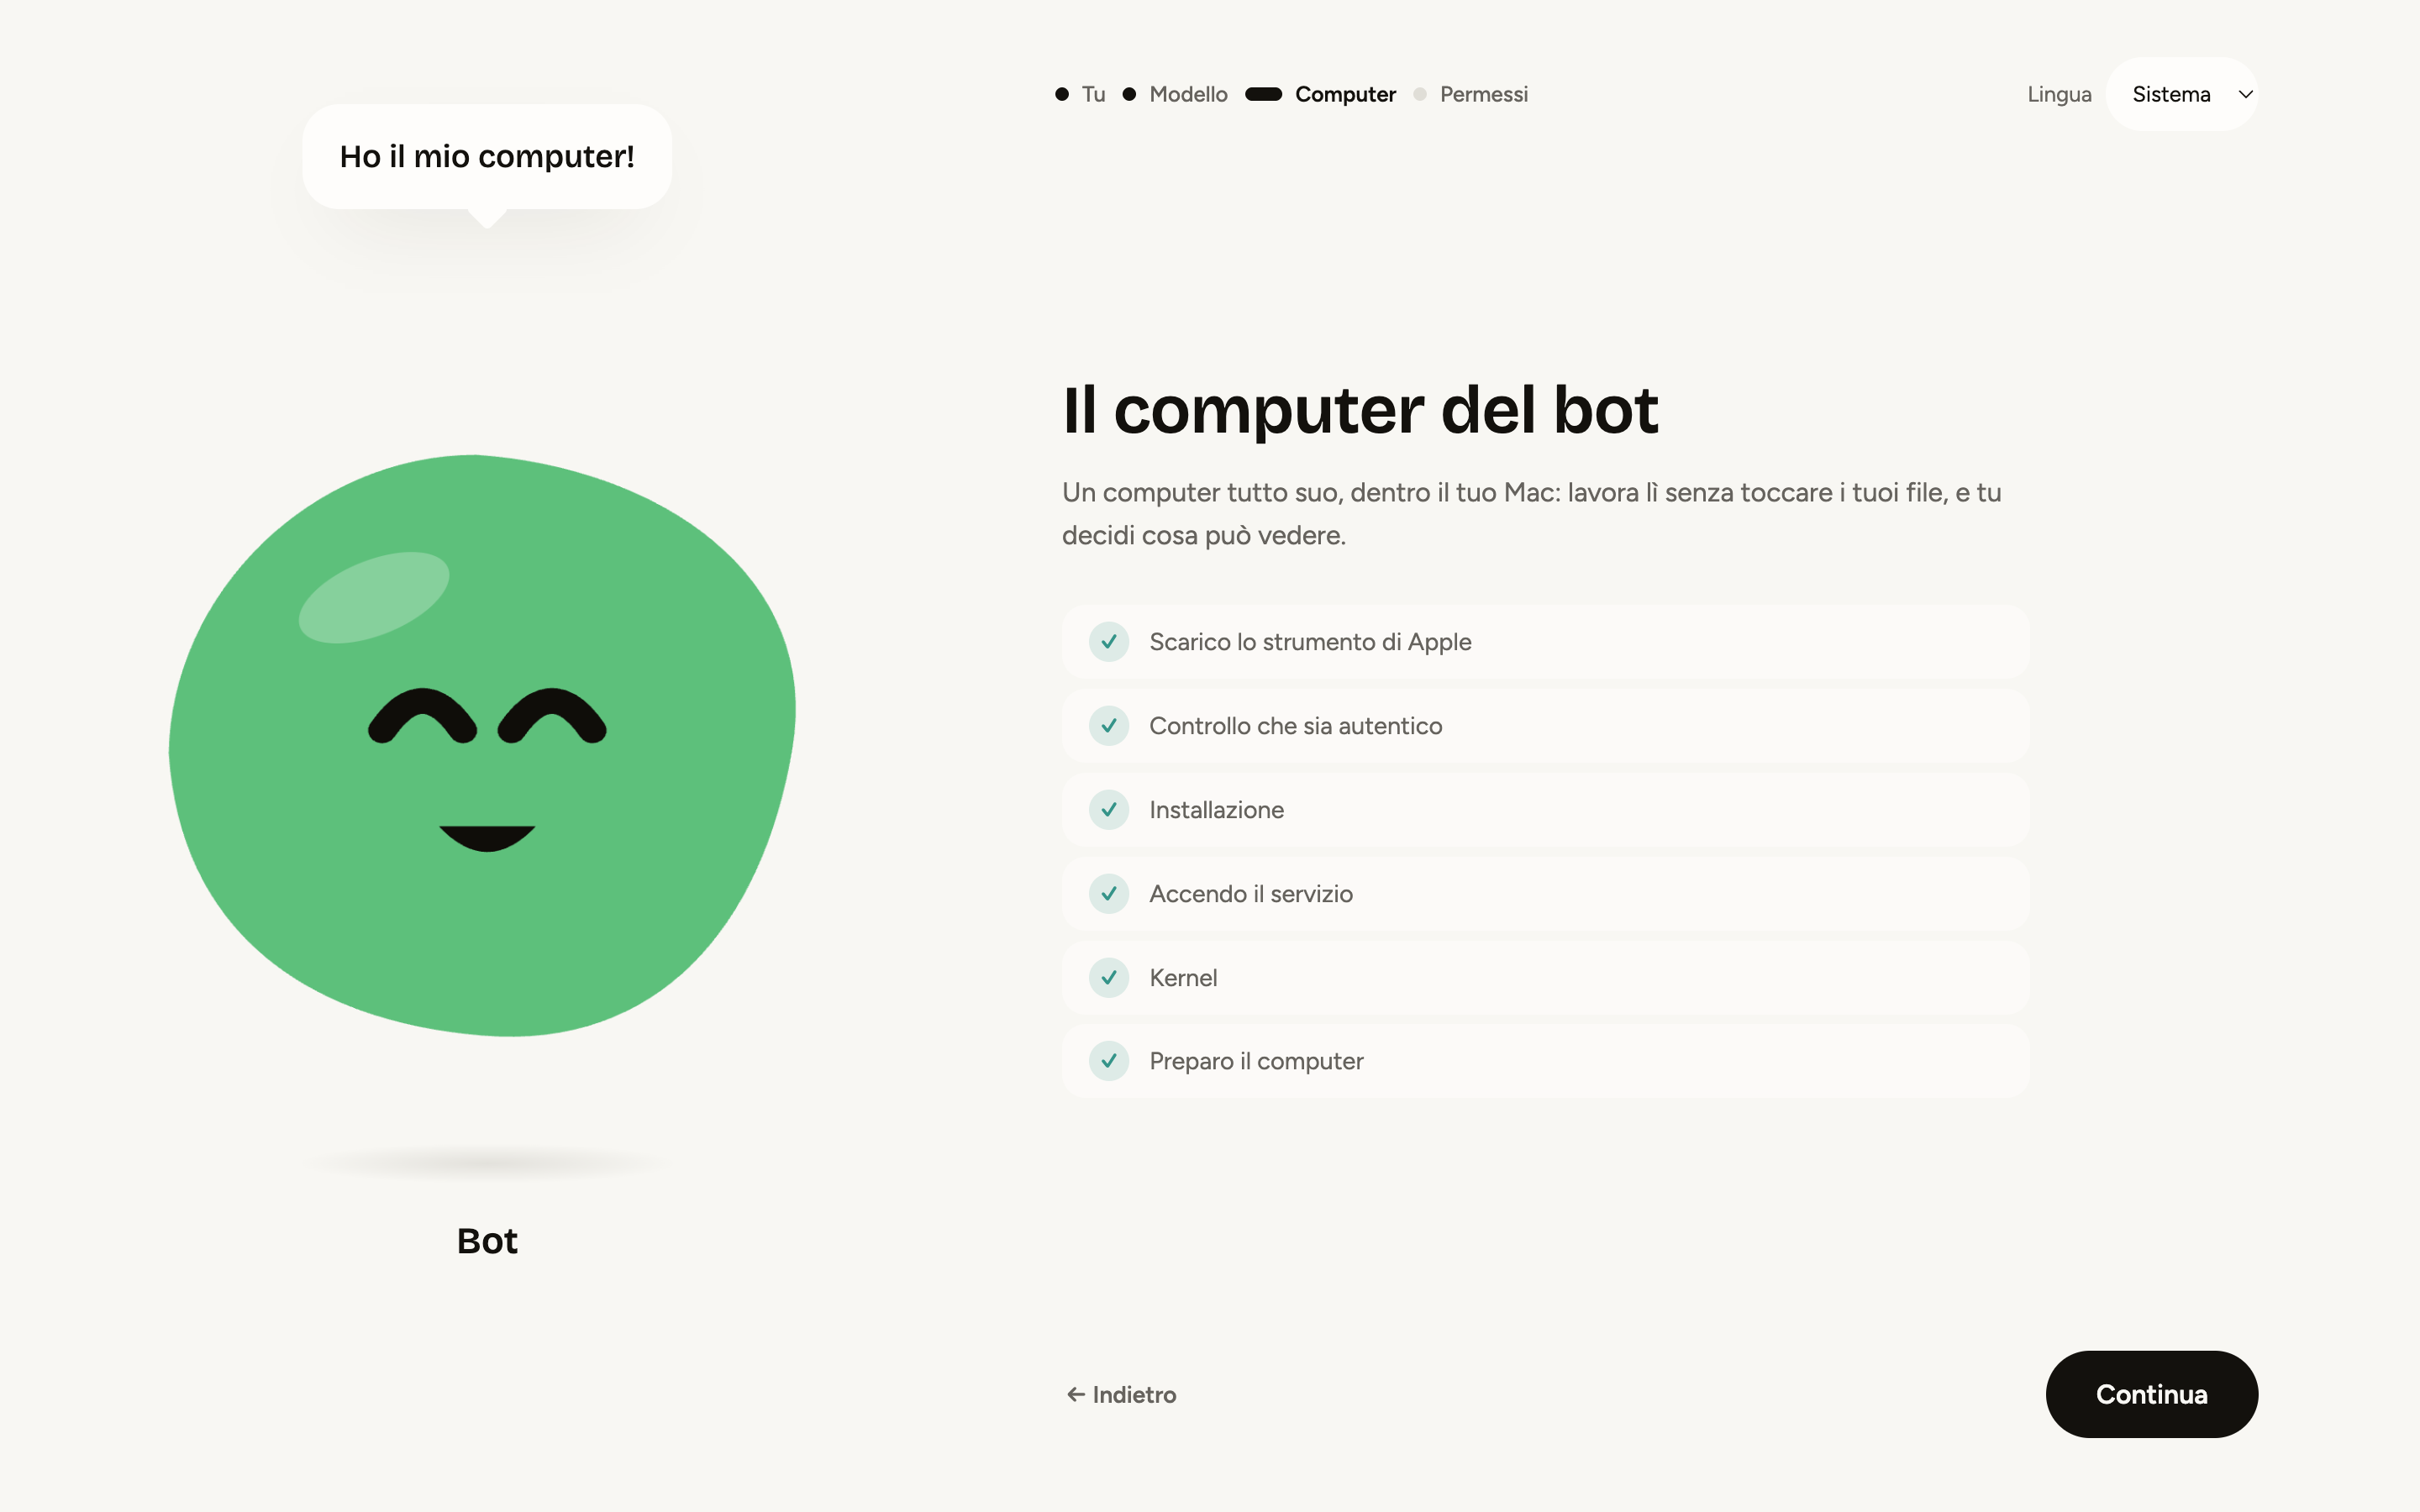 Ho il mio computer!
Tu
Modello
Computer
Permessi
Lingua
Sistema
Il computer del bot
Un computer tutto suo, dentro il tuo Mac: lavora lì senza toccare i tuoi file, e tu
decidi cosa può vedere.
Scarico lo strumento di Apple
Controllo che sia autentico
Installazione
Accendo il servizio
Kernel
Preparo il computer
Bot
Indietro
Continua